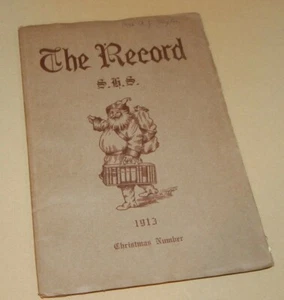 The Record
S.H.S.
1913
Christmas Number